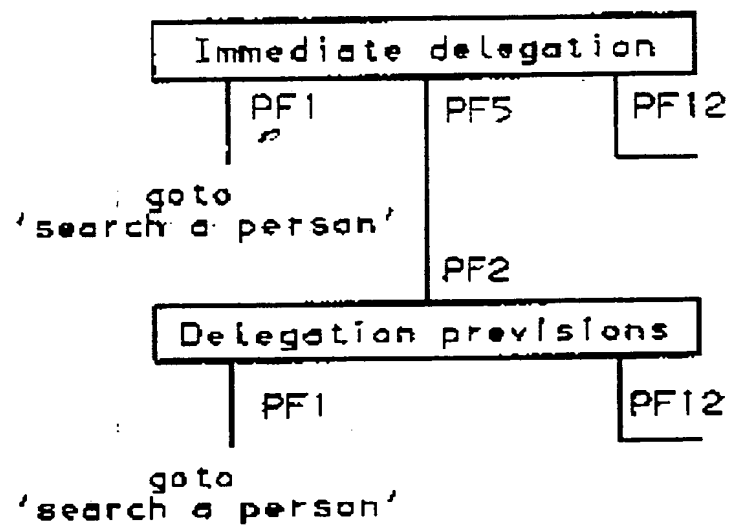 Immediate delegation
PF1 PF5 PF12
goto
'search a person'
PF2
Delegation previsions
PF1 PF12
goto
'search a person'